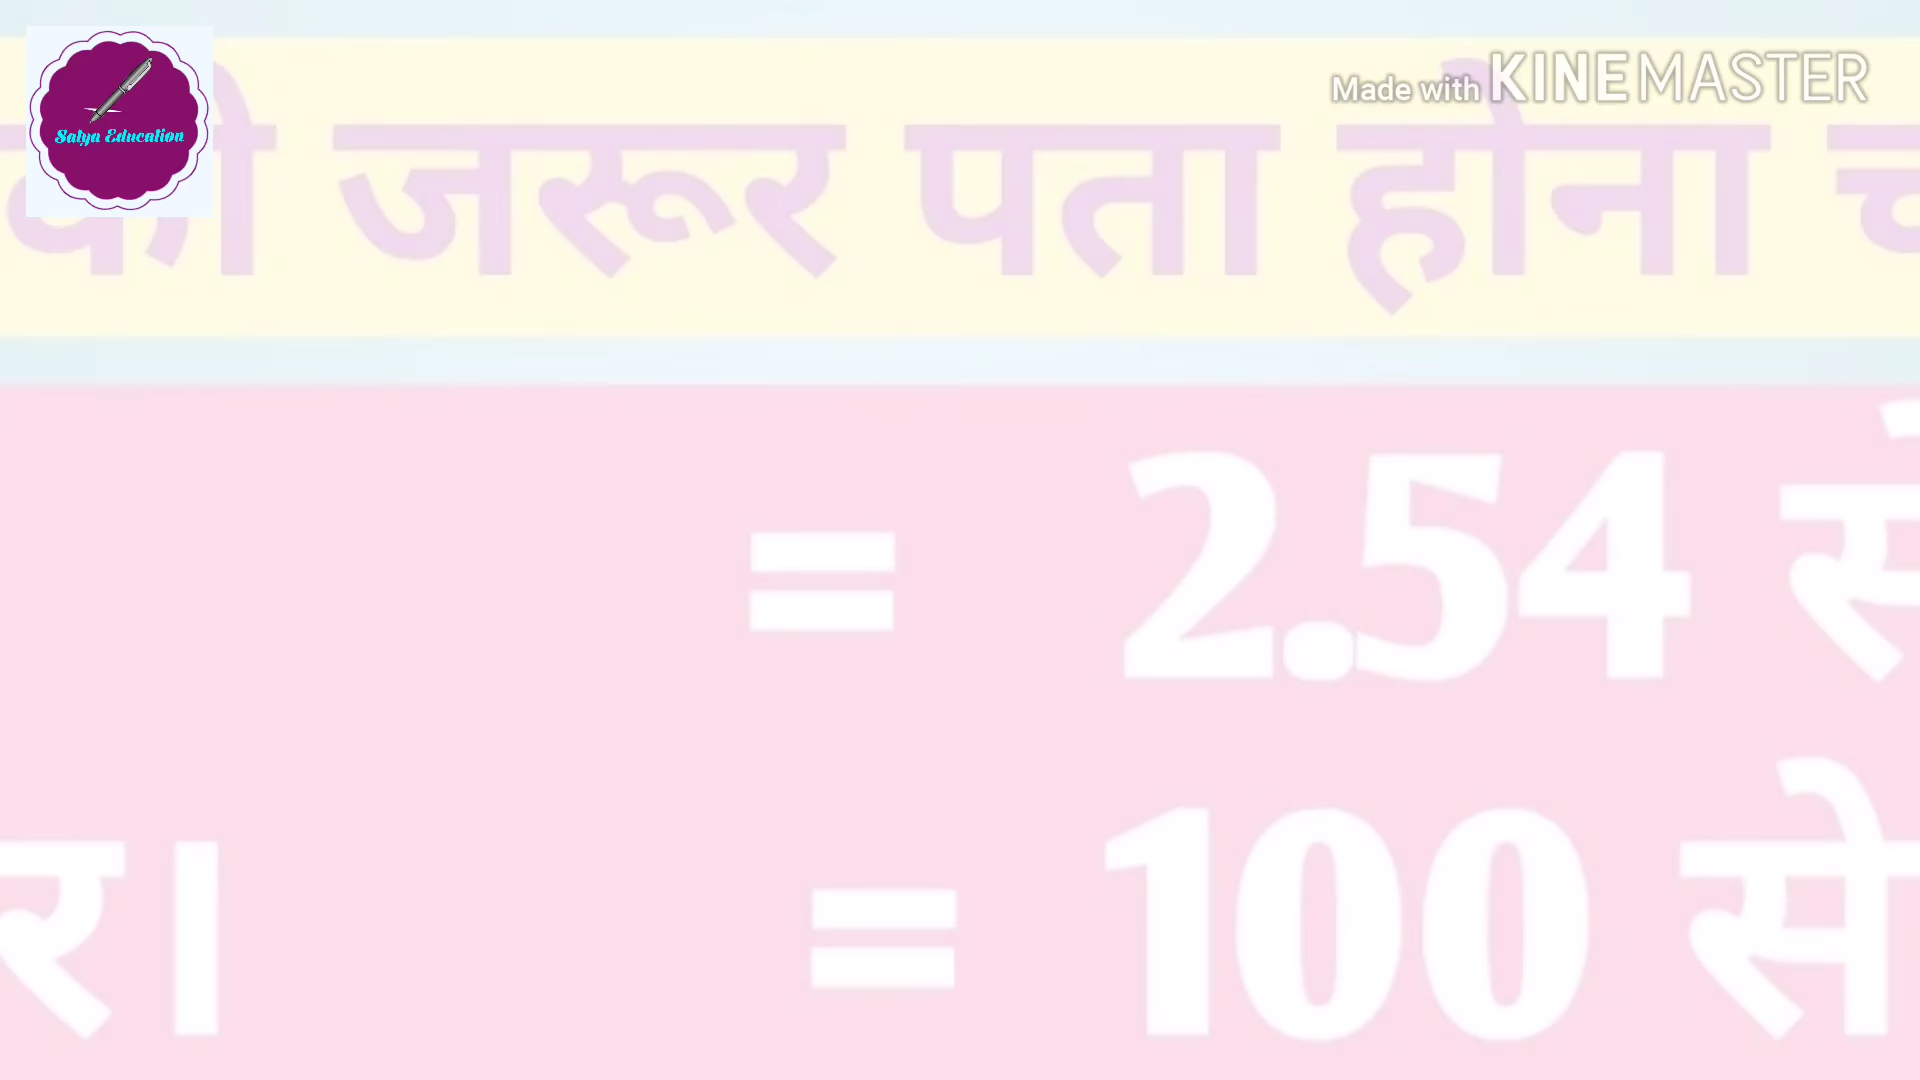 Satya Education
Made with KINEMASTER
की जरूर पता होना
= 2.54
र। = 100 से